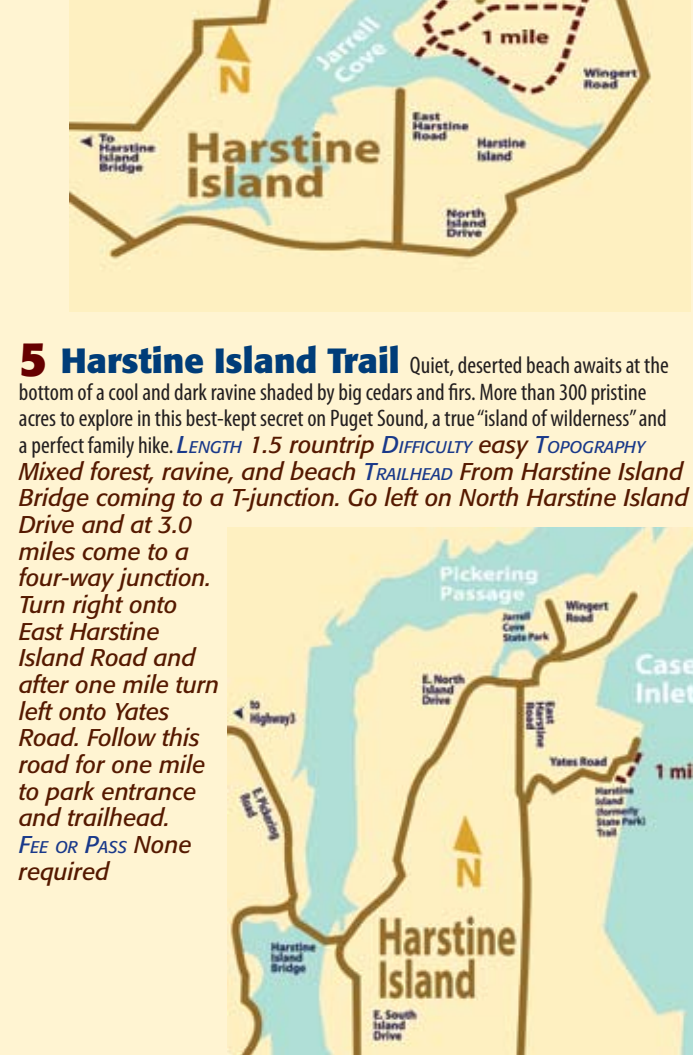 1 mile
Jarrell
Cove
Wingert
Road
N
East
Harstine
Road
To
Harstine
Island
Bridge
Harstine
Island
Harstine
Island
North
Island
Drive
5 Harstine Island Trail Quiet, deserted beach awaits at the
bottom of a cool and dark ravine shaded by big cedars and firs. More than 300 pristine
acres to explore in this best-kept secret on Puget Sound, a true “island of wilderness” and
a perfect family hike. LENGTH 1.5 rountrip DIFFICULTY easy TOPOGRAPHY
Mixed forest, ravine, and beach TRAILHEAD From Harstine Island
Bridge coming to a T-junction. Go left on North Harstine Island
Drive and at 3.0
miles come to a
four-way junction.
Turn right onto
East Harstine
Island Road and
after one mile turn
left onto Yates
Road. Follow this
road for one mile
to park entrance
and trailhead.
FEE OR PASS None
required
Pickering
Passage
Jarrell
Cove
State Park
Wingert
Road
Case
Inlet
E. North
Island
Drive
to
Highway3
East
Harstine
Road
Yates Road
1 mi
E. Pickering
Road
Harstine
Island
(formerly
State Park)
Trail
N
Harstine
Island
Harstine
Island
Bridge
E. South
Island
Drive